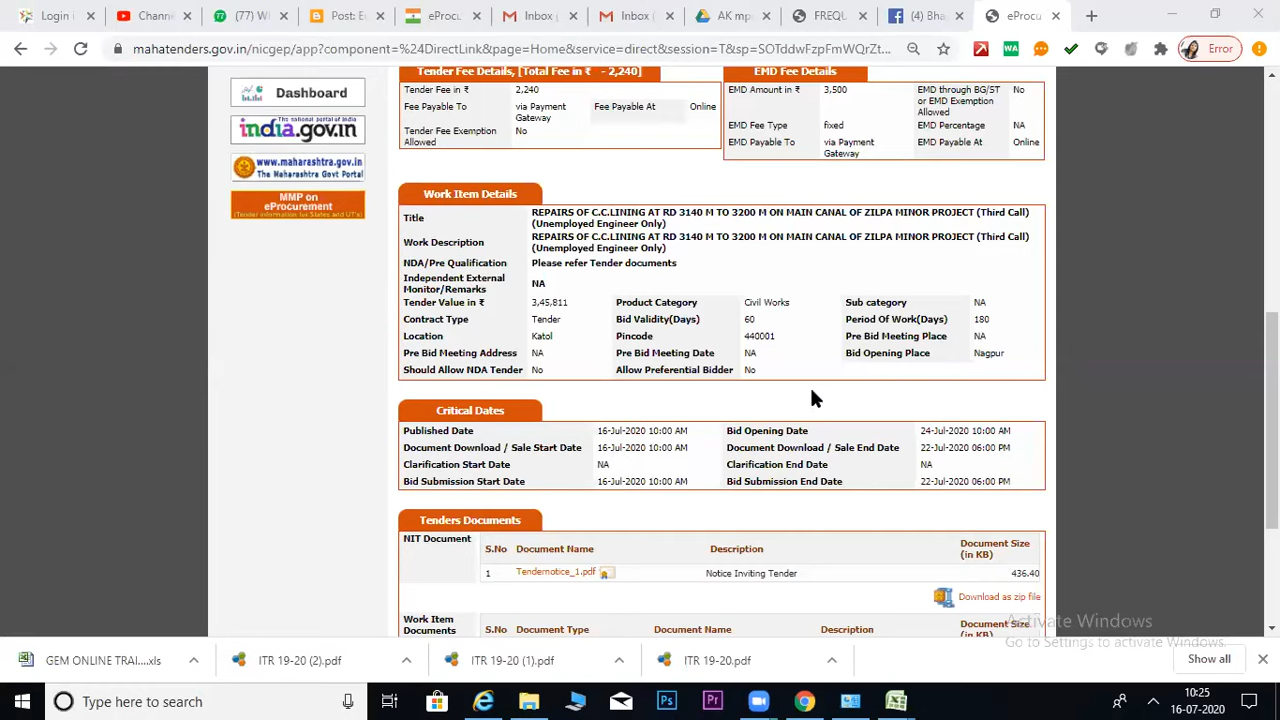 Login i
Channe
(77) W
Post: E
eProcu
Inbox (
Inbox
AK mp
FREQ
(4) Bha
eProcu
mahatenders.gov.in/nicgep/app?component=%24DirectLink&page=Home&service=direct&session=T&sp=SOTddwFzpFmWQrZt...
WA
Error
Dashboard
The national portal of
india.gov.in
www.maharashtra.gov.in
The Maharashtra Govt Portal
MMP on
eProcurement
(Tender information for States and UT's)
Tender Fee Details, [Total Fee in ₹ - 2,240]
Tender Fee in ₹ 2,240
Fee Payable To via Payment Gateway Fee Payable At Online
Tender Fee Exemption Allowed No
EMD Fee Details
EMD Amount in ₹ 3,500 EMD through BG/ST or EMD Exemption Allowed No
EMD Fee Type fixed EMD Percentage NA
EMD Payable To via Payment Gateway EMD Payable At Online
Work Item Details
Title REPAIRS OF C.C.LINING AT RD 3140 M TO 3200 M ON MAIN CANAL OF ZILPA MINOR PROJECT (Third Call)
(Unemployed Engineer Only)
Work Description REPAIRS OF C.C.LINING AT RD 3140 M TO 3200 M ON MAIN CANAL OF ZILPA MINOR PROJECT (Third Call)
(Unemployed Engineer Only)
NDA/Pre Qualification Please refer Tender documents
Independent External Monitor/Remarks NA
Tender Value in ₹ 3,45,811 Product Category Civil Works Sub category NA
Contract Type Tender Bid Validity(Days) 60 Period Of Work(Days) 180
Location Katol Pincode 440001 Pre Bid Meeting Place NA
Pre Bid Meeting Address NA Pre Bid Meeting Date NA Bid Opening Place Nagpur
Should Allow NDA Tender No Allow Preferential Bidder No
Critical Dates
Published Date 16-Jul-2020 10:00 AM Bid Opening Date 24-Jul-2020 10:00 AM
Document Download / Sale Start Date 16-Jul-2020 10:00 AM Document Download / Sale End Date 22-Jul-2020 06:00 PM
Clarification Start Date NA Clarification End Date NA
Bid Submission Start Date 16-Jul-2020 10:00 AM Bid Submission End Date 22-Jul-2020 06:00 PM
Tenders Documents
NIT Document
S.No Document Name Description Document Size (in KB)
1 Tendernotice_1.pdf Notice Inviting Tender 436.40
Download as zip file
Work Item Documents
S.No Document Type Document Name Description Document Size (in KB)
Activate Windows
Go to Settings to activate Windows.
GEM ONLINE TRAI....xls
ITR 19-20 (2).pdf
ITR 19-20 (1).pdf
ITR 19-20.pdf
Show all
Type here to search
Ps
Pr
10:25
16-07-2020